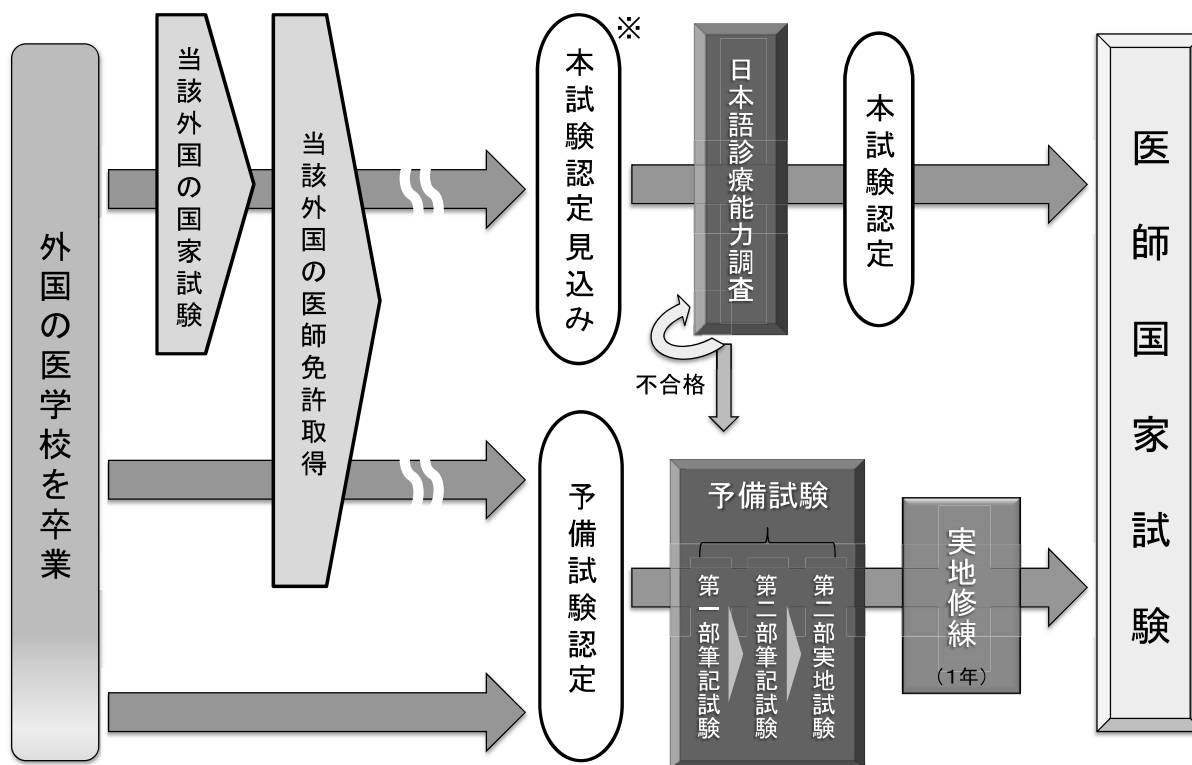 外国の医学校を卒業
当該外国の国家試験
当該外国の医師免許取得
本試験認定見込み
※
日本語診療能力調査
不合格
本試験認定
予備試験認定
予備試験
第一部筆記試験
第二部筆記試験
第二部実地試験
実地修練
(1年)
医師国家試験